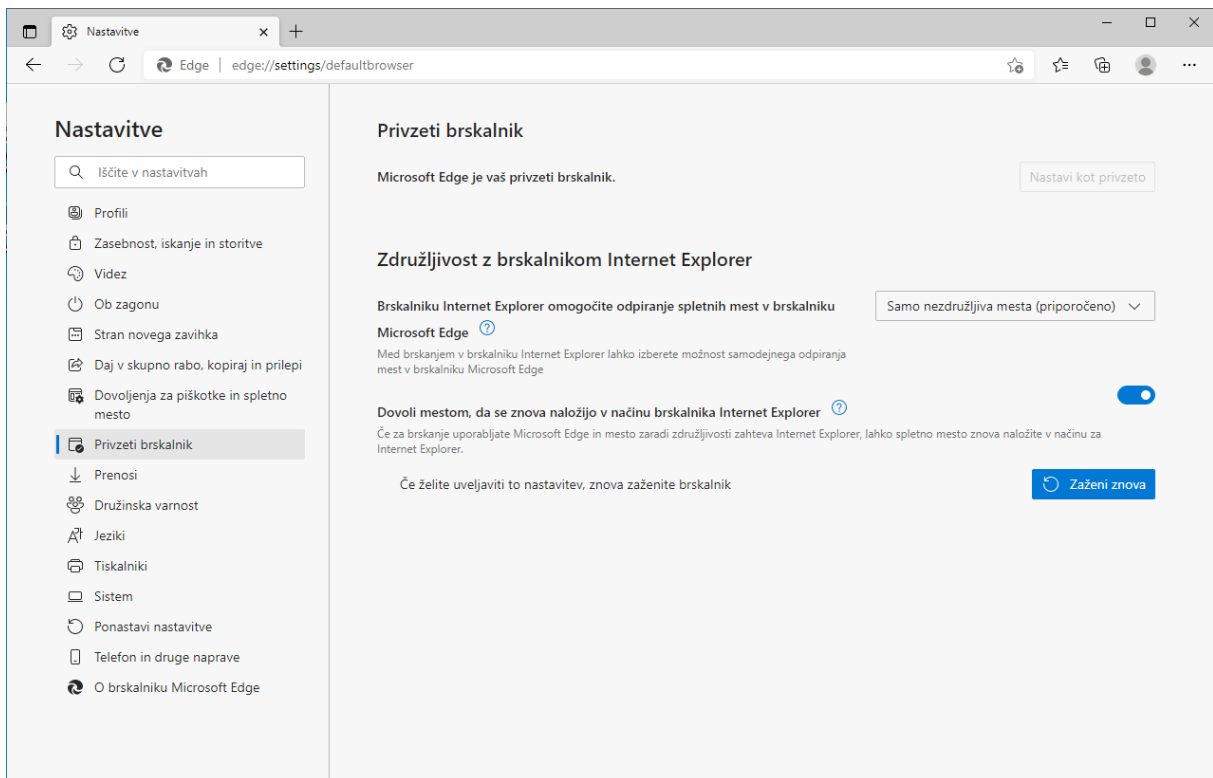 Nastavitve
Edge | edge://settings/defaultbrowser
Nastavitve
Iščite v nastavitvah
Profili
Zasebnost, iskanje in storitve
Videz
Ob zagonu
Stran novega zavihka
Daj v skupno rabo, kopiraj in prilepi
Dovoljenja za piškotke in spletno
mesto
Privzeti brskalnik
Prenosi
Družinska varnost
Jeziki
Tiskalniki
Sistem
Ponastavi nastavitve
Telefon in druge naprave
O brskalniku Microsoft Edge
Privzeti brskalnik
Microsoft Edge je vaš privzeti brskalnik.
Nastavi kot privzeto
Združljivost z brskalnikom Internet Explorer
Brskalniku Internet Explorer omogočite odpiranje spletnih mest v brskalniku
Microsoft Edge
Samo nezdružljiva mesta (priporočeno)
Med brskanjem v brskalniku Internet Explorer lahko izberete možnost samodejnega odpiranja
mest v brskalniku Microsoft Edge
Dovoli mestom, da se znova naložijo v načinu brskalnika Internet Explorer
Če za brskanje uporabljate Microsoft Edge in mesto zaradi združljivosti zahteva Internet Explorer, lahko spletno mesto znova naložite v načinu za
Internet Explorer.
Če želite uveljaviti to nastavitev, znova zaženite brskalnik
Zaženi znova